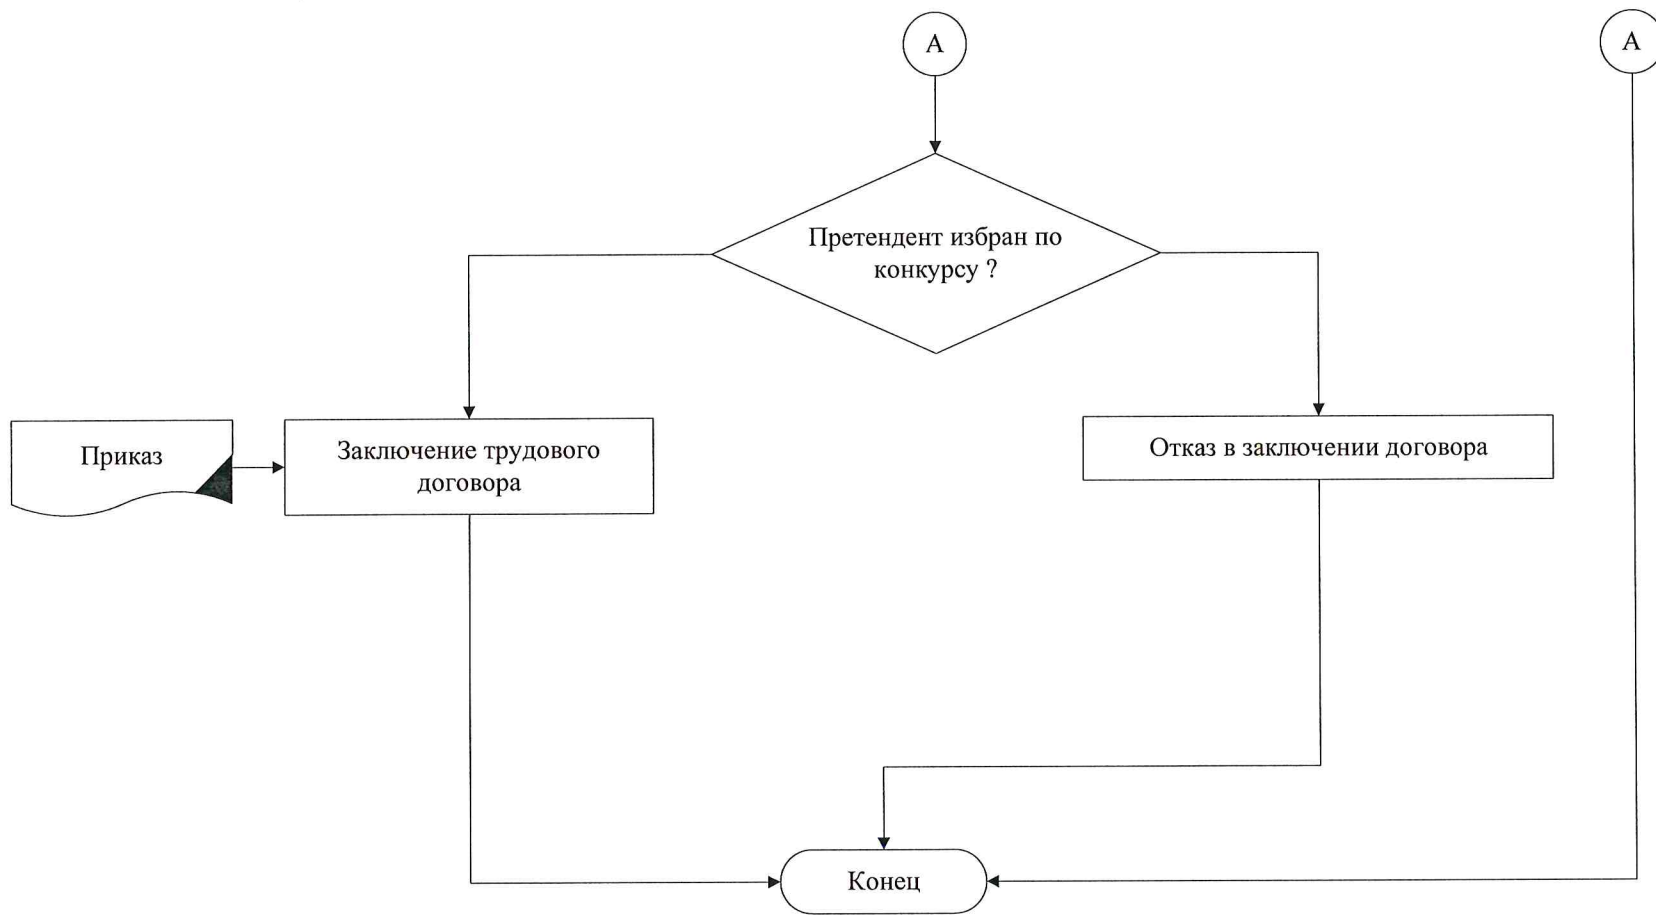 А
А
Претендент избран по
конкурсу ?
Приказ
Заключение трудового
договора
Отказ в заключении договора
Конец